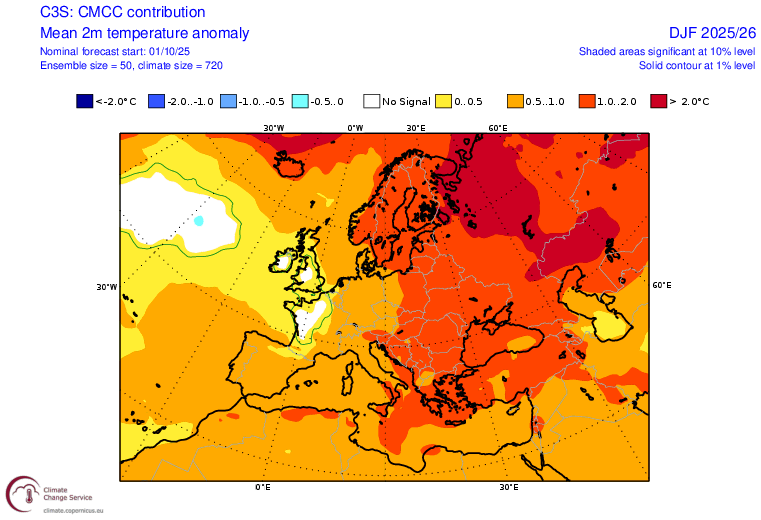 C3S: CMCC contribution
Mean 2m temperature anomaly
DJF 2025/26
Nominal forecast start: 01/10/25
Shaded areas significant at 10% level
Ensemble size = 50, climate size = 720
Solid contour at 1% level
<-2.0°C -2.0..-1.0 -1.0..-0.5 -0.5..0 No Signal 0..0.5 0.5..1.0 1.0..2.0 > 2.0°C
30°W 0°W 30°E 60°E
30°W 60°E
0°E 30°E
Climate
Change Service
climate.copernicus.eu